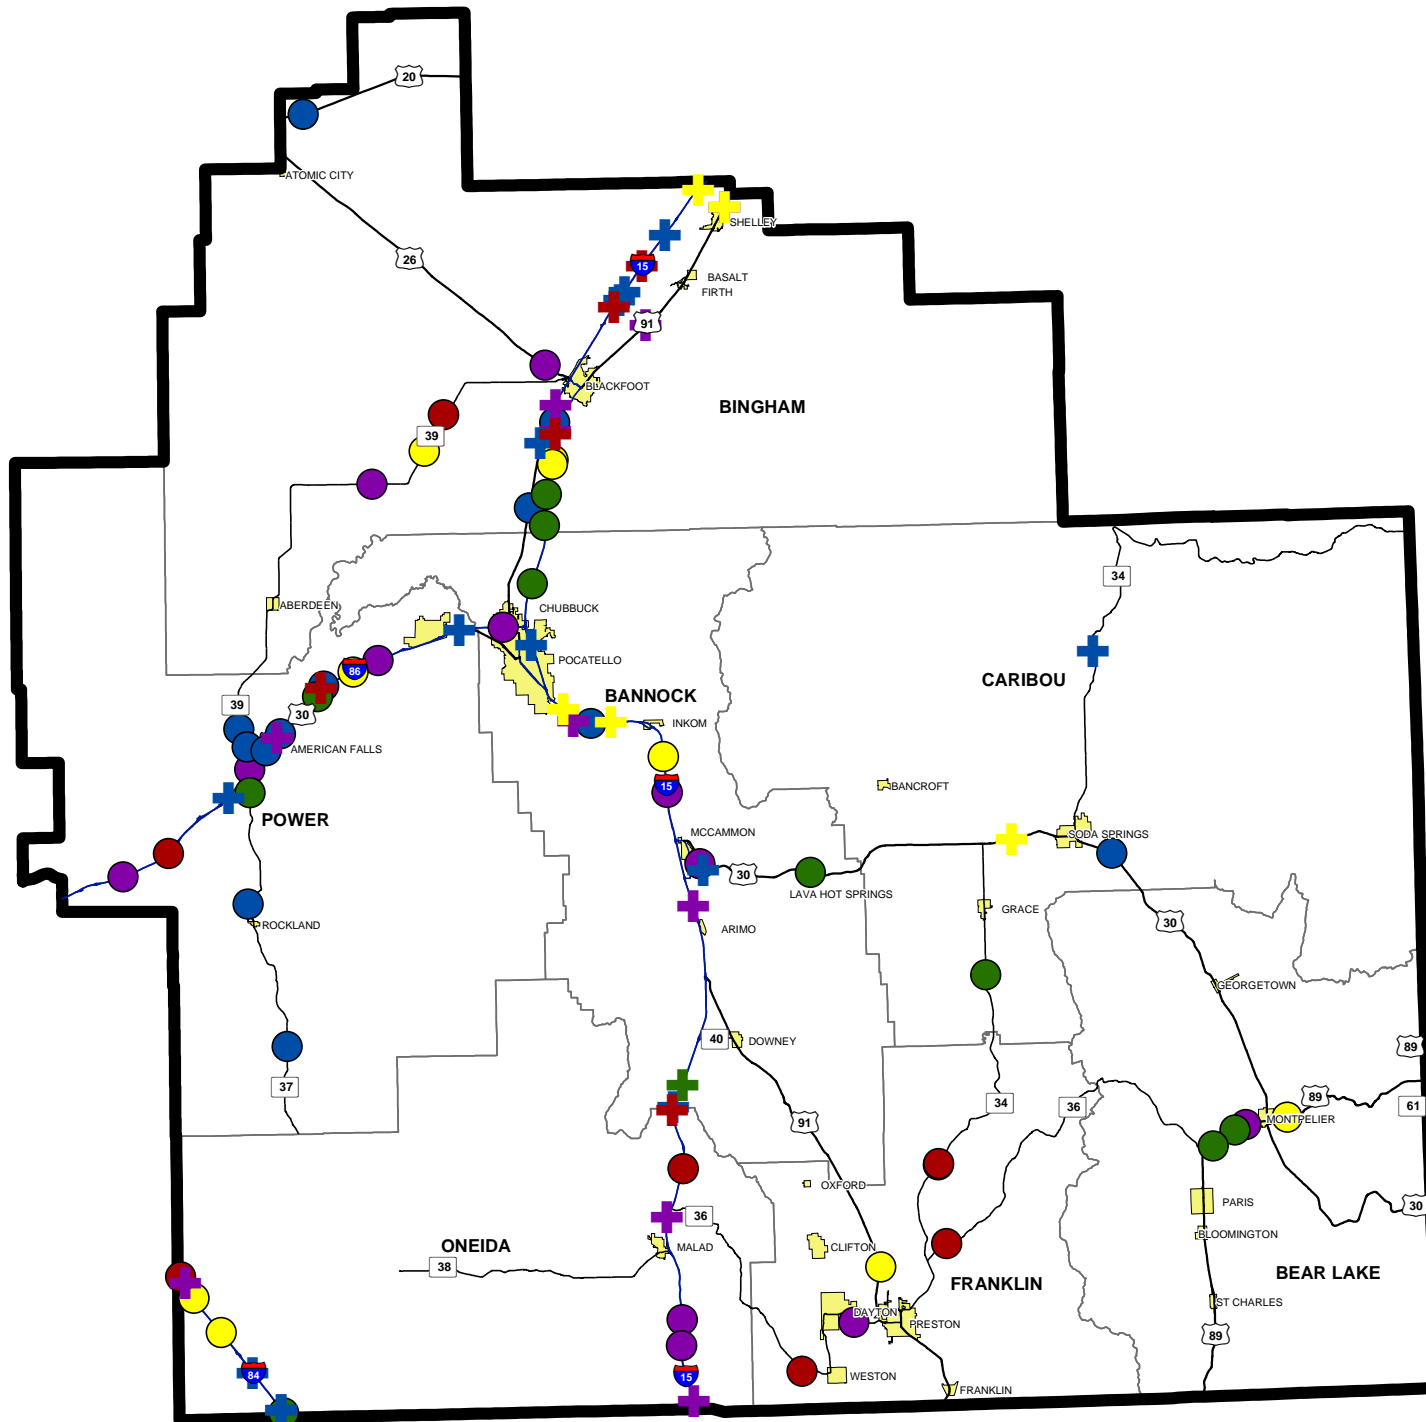 20
ATOMIC CITY
SHELLEY
26
15
BASALT
FIRTH
91
BLACKFOOT
BINGHAM
39
34
ABERDEEN
CHUBBUCK
POCATELLO
86
CARIBOU
BANNOCK
39
30
INKOM
AMERICAN FALLS
15
BANCROFT
POWER
MCCAMMON
SODA SPRINGS
30
LAVA HOT SPRINGS
GRACE
30
ROCKLAND
ARIMO
GEORGETOWN
40
DOWNEY
89
37
34
36
89
61
91
MONTPELIER
OXFORD
PARIS
30
36
BLOOMINGTON
ONEIDA
MALAD
CLIFTON
38
FRANKLIN
BEAR LAKE
ST CHARLES
DAYTON
PRESTON
89
84
15
WESTON
FRANKLIN